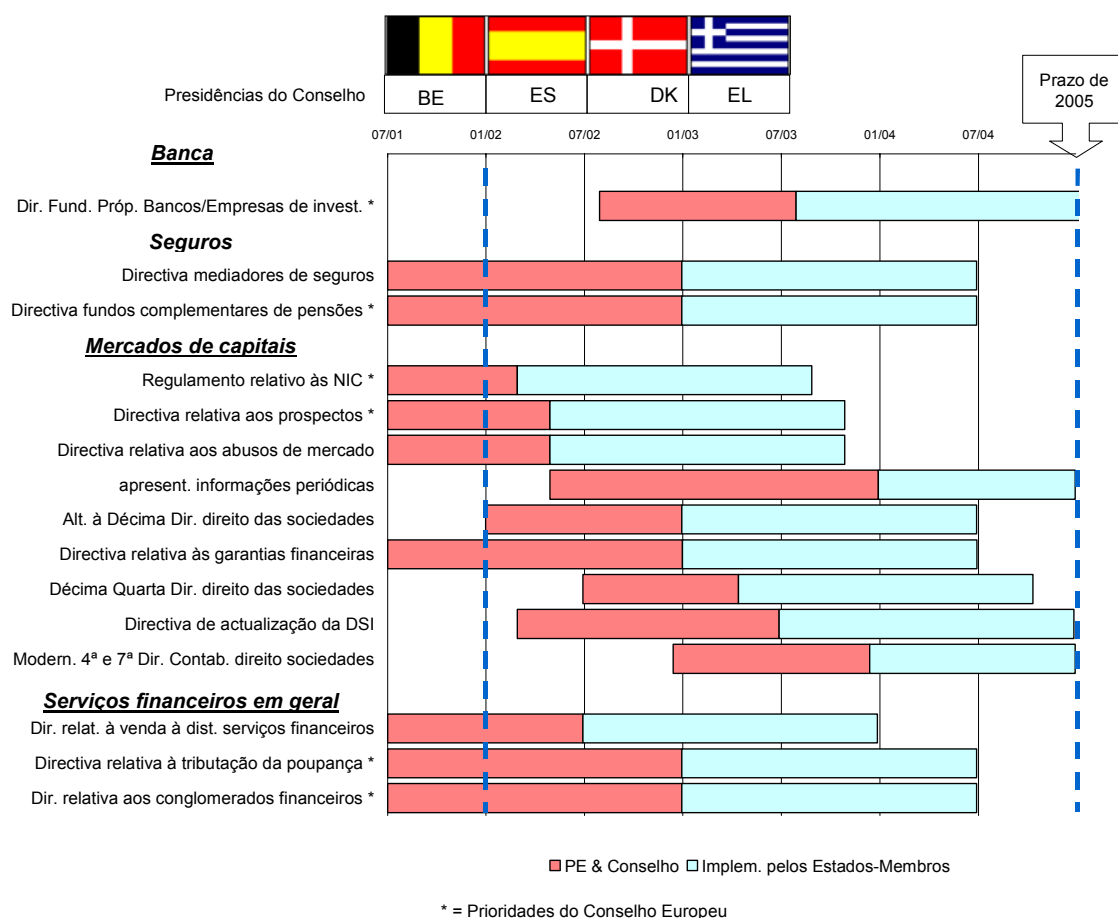 Presidências do Conselho
BE ES DK EL
Prazo de
2005
07/01 01/02 07/02 01/03 07/03 01/04 07/04
Banca
Dir. Fund. Próp. Bancos/Empresas de invest. *
Seguros
Directiva mediadores de seguros
Directiva fundos complementares de pensões *
Mercados de capitais
Regulamento relativo às NIC *
Directiva relativa aos prospectos *
Directiva relativa aos abusos de mercado
apresent. informações periódicas
Alt. à Décima Dir. direito das sociedades
Directiva relativa às garantias financeiras
Décima Quarta Dir. direito das sociedades
Directiva de actualização da DSI
Modern. 4ª e 7ª Dir. Contab. direito sociedades
Serviços financeiros em geral
Dir. relat. à venda à dist. serviços financeiros
Directiva relativa à tributação da poupança *
Dir. relativa aos conglomerados financeiros *
PE & Conselho Implem. pelos Estados-Membros
* = Prioridades do Conselho Europeu